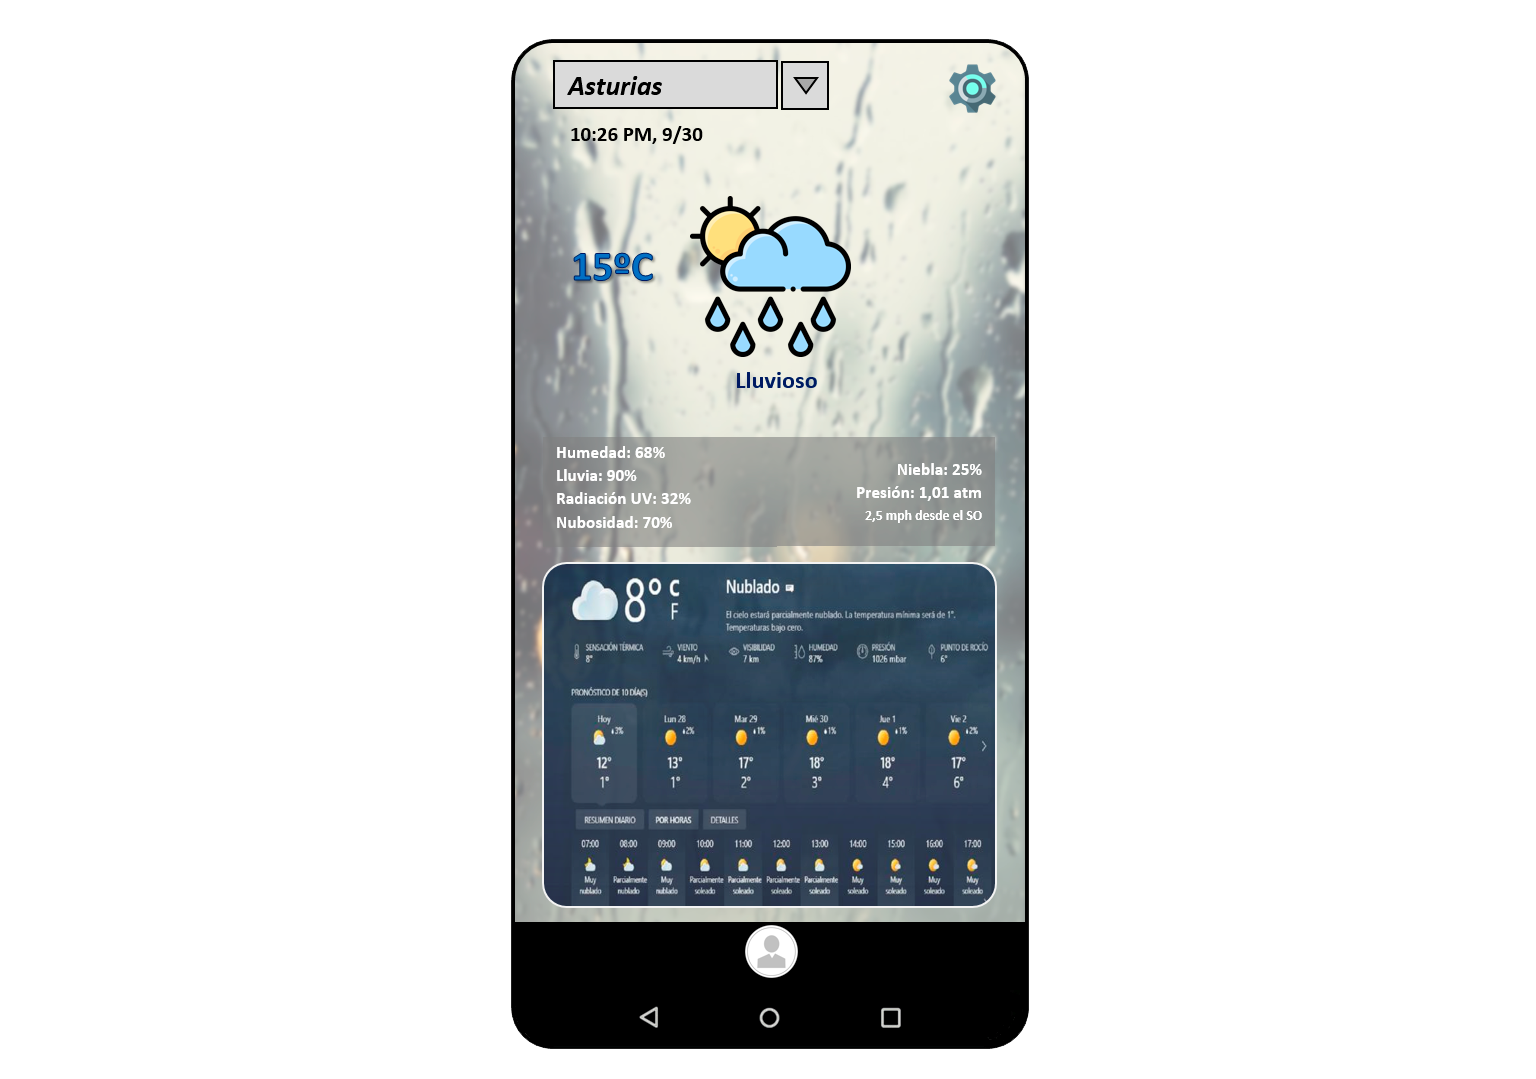 Asturias
10:26 PM, 9/30
15ºC
Lluvioso
Humedad: 68%
Lluvia: 90%
Radiación UV: 32%
Nubosidad: 70%
Niebla: 25%
Presión: 1,01 atm
2,5 mph desde el SO
8° C
F
Nublado
El cielo estará parcialmente nublado. La temperatura mínima será de 1°.
Temperaturas bajo cero.
SENSACIÓN TÉRMICA VIENTO VISIBILIDAD HUMEDAD PRESIÓN PUNTO DE ROCÍO
8° 4 km/h 7 km 87% 1026 mbar 6°
PRONÓSTICO DE 10 DÍA(S)
Hoy Lun 28 Mar 29 Mié 30 Jue 1 Vie 2
3% 2% 1% 1% 1% 2%
12° 13° 17° 18° 18° 17°
1° 1° 2° 3° 4° 6°
RESUMEN DIARIO POR HORAS DETALLES
07:00 08:00 09:00 10:00 11:00 12:00 13:00 14:00 15:00 16:00 17:00
Muy Parcialmente Muy Parcialmente Parcialmente Parcialmente Parcialmente Muy Muy Muy Muy
nublado nublado nublado soleado soleado soleado soleado soleado soleado soleado soleado